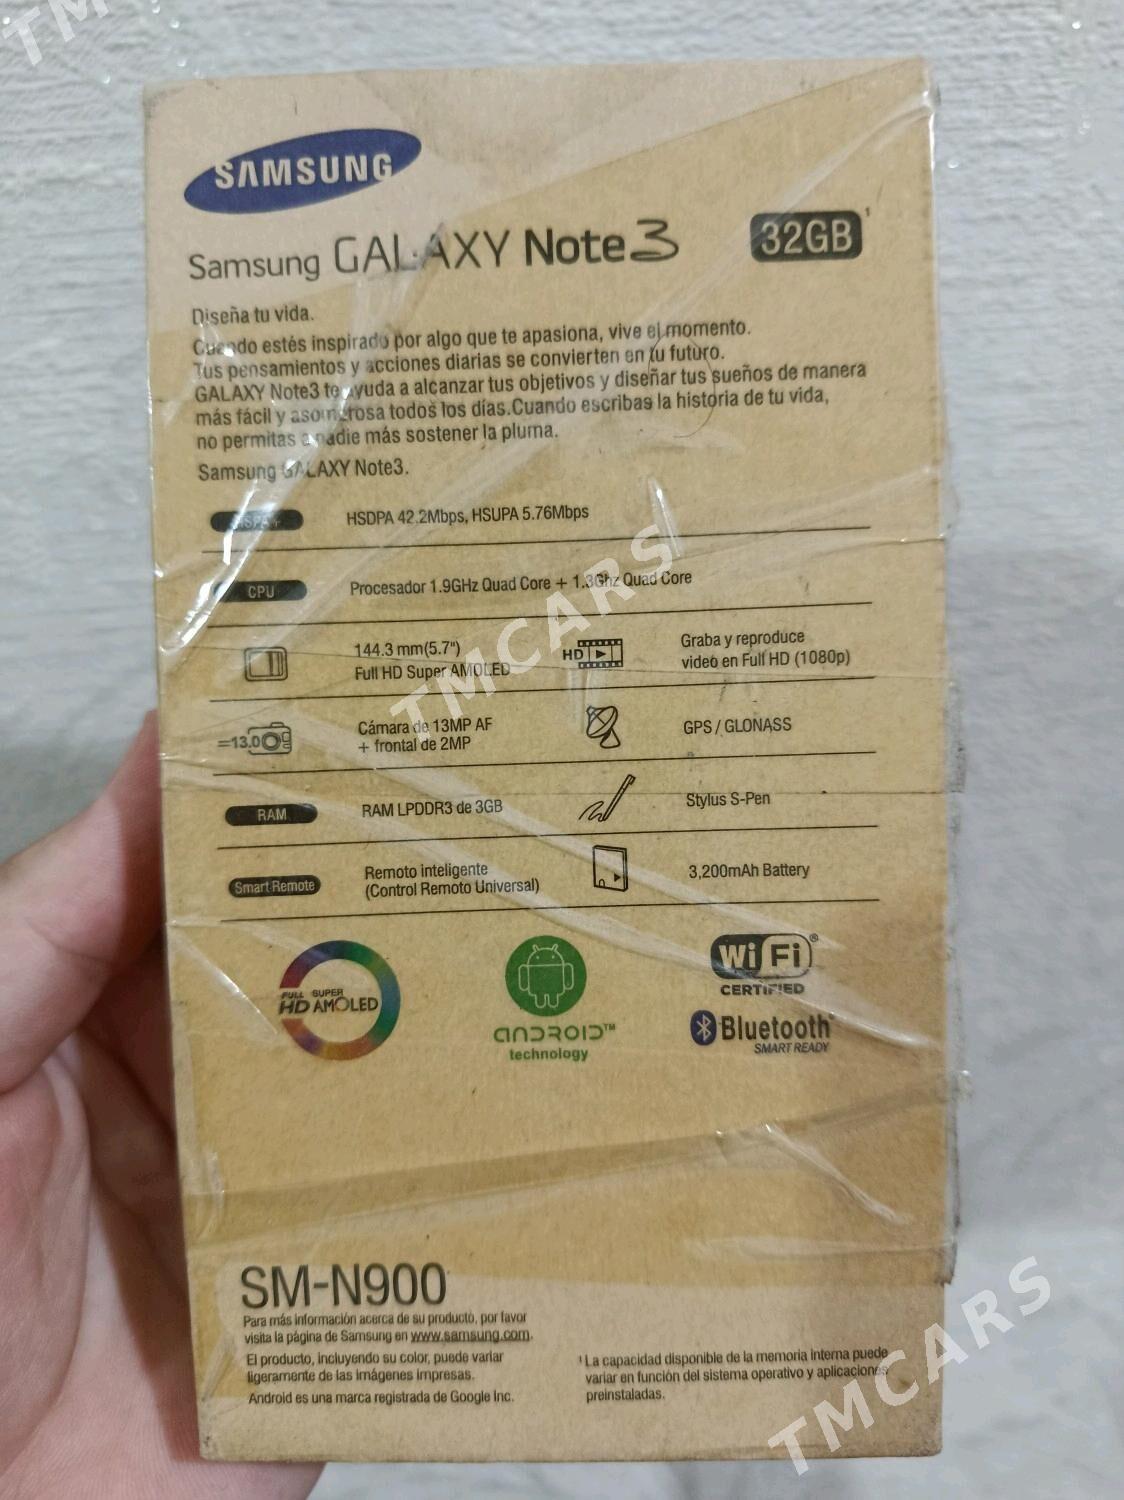 TM
SAMSUNG
Samsung GALAXY Note3 32GB¹
Diseña tu vida.
Cuando estés inspirado por algo que te apasiona, vive el momento.
Tus pensamientos y acciones diarias se convierten en tu futuro.
GALAXY Note3 te ayuda a alcanzar tus objetivos y diseñar tus sueños de manera
más fácil y asombrosa todos los días.Cuando escribas la historia de tu vida,
no permitas a nadie más sostener la pluma.
Samsung GALAXY Note3.
HSPA+ HSDPA 42.2Mbps, HSUPA 5.76Mbps
CPU Procesador 1.9GHz Quad Core + 1.3Ghz Quad Core
144.3 mm(5.7")
Full HD Super AMOLED
HD
Graba y reproduce
video en Full HD (1080p)
=13.0
Cámara de 13MP AF
+ frontal de 2MP
GPS / GLONASS
RAM RAM LPDDR3 de 3GB
Stylus S-Pen
Smart Remote
Remoto inteligente
(Control Remoto Universal)
3,200mAh Battery
FULL SUPER
HD AMOLED
ANDROID™
technology
Wi Fi®
CERTIFIED
Bluetooth®
SMART READY
SM-N900
Para más información acerca de su producto, por favor
visita la página de Samsung en www.samsung.com.
El producto, incluyendo su color, puede variar
ligeramente de las imágenes impresas.
Android es una marca registrada de Google Inc.
¹ La capacidad disponible de la memoria interna puede
variar en función del sistema operativo y aplicaciones
preinstaladas.
TMCARS
TMCARS